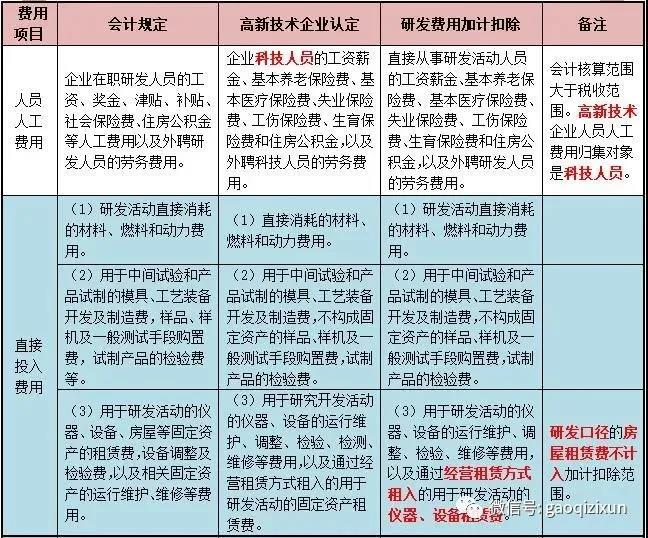 费用
项目
会计规定
高新技术企业认定
研发费用加计扣除
备注
人员
人工
费用
企业在职研发人员的工
资、奖金、津贴、补贴、
社会保险费、住房公积金
等人工费用以及外聘研
发人员的劳务费用。
企业科技人员的工资薪
金、基本养老保险费、基
本医疗保险费、失业保险
费、工伤保险费、生育保
险费和住房公积金,以及
外聘科技人员的劳务费
用。
直接从事研发活动人员
的工资薪金、基本养老保
险费、基本医疗保险费、
失业保险费、工伤保险
费、生育保险费和住房公
积金,以及外聘研发人员
的劳务费用。
会计核算范围
大于税收范
围。高新技术
企业人员人工
费用归集对象
是科技人员。
直接
投入
费用
（1）研发活动直接消耗
的材料、燃料和动力费
用。
（1）直接消耗的材料、
燃料和动力费用。
（1）研发活动直接消耗
的材料、燃料和动力费
用。
（2）用于中间试验和产
品试制的模具、工艺装备
开发及制造费，样品、样
机及一般测试手段购置
费，试制产品的检验费
等。
（2）用于中间试验和产
品试制的模具、工艺装备
开发及制造费,不构成固
定资产的样品、样机及一
般测试手段购置费,试制
产品的检验费。
（2）用于中间试验和产
品试制的模具、工艺装备
开发及制造费,不构成固
定资产的样品、样机及一
般测试手段购置费,试制
产品的检验费。
（3）用于研发活动的仪
器、设备、房屋等固定资
产的租赁费,设备调整及
检验费,以及相关固定资
产的运行维护、维修等费
用。
（3）用于研究开发活动
的仪器、设备的运行维
护、调整、检验、检测、
维修等费用,以及通过
经营租赁方式租入的用于
研发活动的固定资产租
赁费。
（3）用于研发活动的仪
器、设备的运行维护、调
整、检验、维修等费用,
以及通过经营租赁方式
租入的用于研发活动的
仪器、设备租赁费。
研发口径的房
屋租赁费不计
入加计扣除范
围。
微信号: gaoqizixun